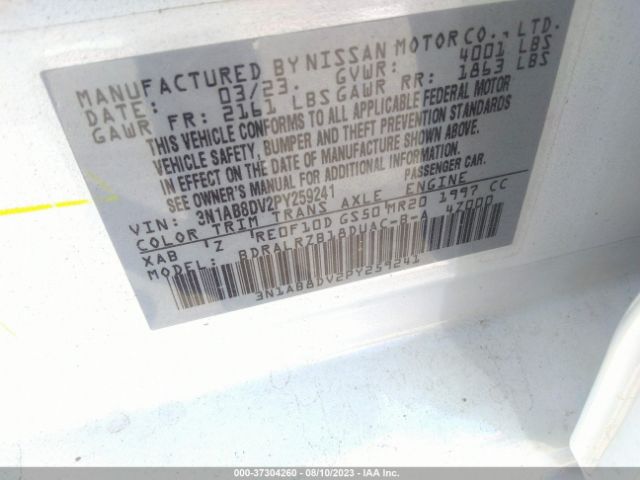 MANUFACTURED BY NISSAN MOTOR CO., LTD.
DATE: 03/23. GVWR: 4001 LBS
GAWR FR: 2161 LBS GAWR RR: 1863 LBS
THIS VEHICLE CONFORMS TO ALL APPLICABLE FEDERAL MOTOR
VEHICLE SAFETY, BUMPER AND THEFT PREVENTION STANDARDS
IN EFFECT ON THE DATE OF MANUFACTURE SHOWN ABOVE.
SEE OWNER'S MANUAL FOR ADDITIONAL INFORMATION.
VIN: 3N1AB8DV2PY259241 PASSENGER CAR.
COLOR TRIM TRANS AXLE ENGINE
XAB Z RE0F10D GS50 MR20 1997 CC
MODEL: BDRALRZB18DUAC-B-A 47000
3N1AB8DV2PY259241
000-37304260 - 08/10/2023 - IAA Inc.